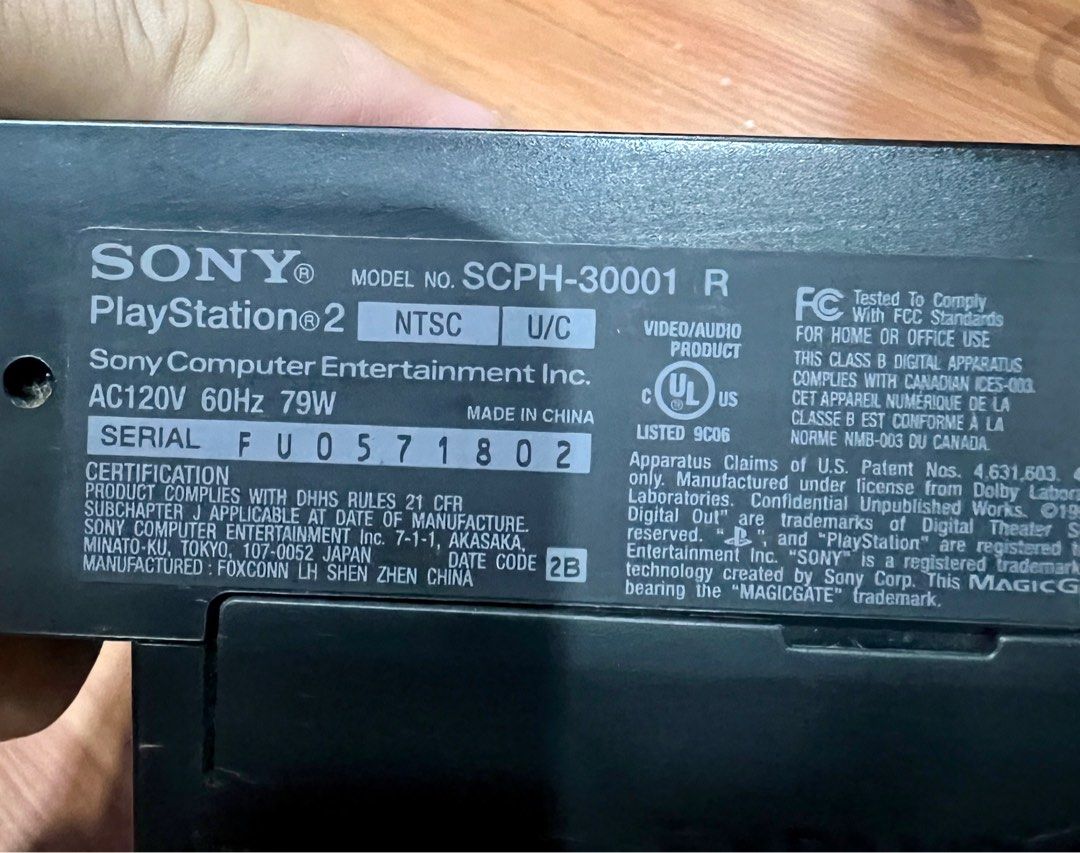 SONY®
MODEL NO. SCPH-30001 R
PlayStation®2 NTSC U/C
Sony Computer Entertainment Inc.
AC120V 60Hz 79W
MADE IN CHINA
SERIAL FU0571802
CERTIFICATION
PRODUCT COMPLIES WITH DHHS RULES 21 CFR
SUBCHAPTER J APPLICABLE AT DATE OF MANUFACTURE.
SONY COMPUTER ENTERTAINMENT Inc. 7-1-1, AKASAKA,
MINATO-KU, TOKYO, 107-0052 JAPAN
DATE CODE 2B
MANUFACTURED : FOXCONN LH SHEN ZHEN CHINA
VIDEO/AUDIO
PRODUCT
C UL ® US
LISTED 9C06
FC Tested To Comply
With FCC Standards
FOR HOME OR OFFICE USE
THIS CLASS B DIGITAL APPARATUS
COMPLIES WITH CANADIAN ICES-003.
CET APPAREIL NUMÉRIQUE DE LA
CLASSE B EST CONFORME À LA
NORME NMB-003 DU CANADA.
Apparatus Claims of U.S. Patent Nos. 4,631,603,
only. Manufactured under license from Dolby
Laboratories. Confidential Unpublished Works. ©19
Digital Out" are trademarks of Digital Theater
reserved. " ", and "PlayStation" are registered
Entertainment Inc. "SONY" is a registered
technology created by Sony Corp. This
bearing the "MAGICGATE" trademark.